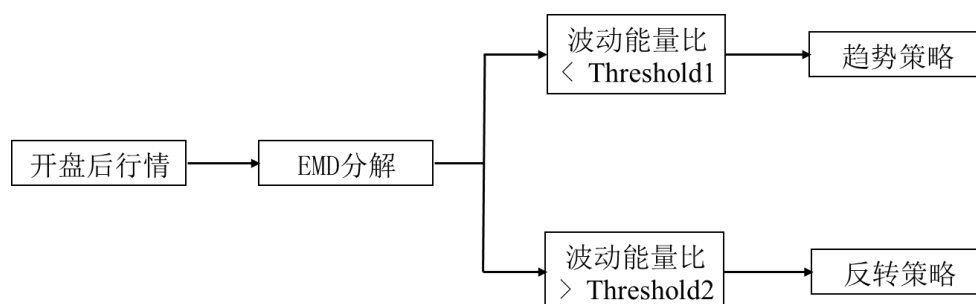 波动能量比
< Threshold1
趋势策略
开盘后行情
EMD分解
波动能量比
> Threshold2
反转策略